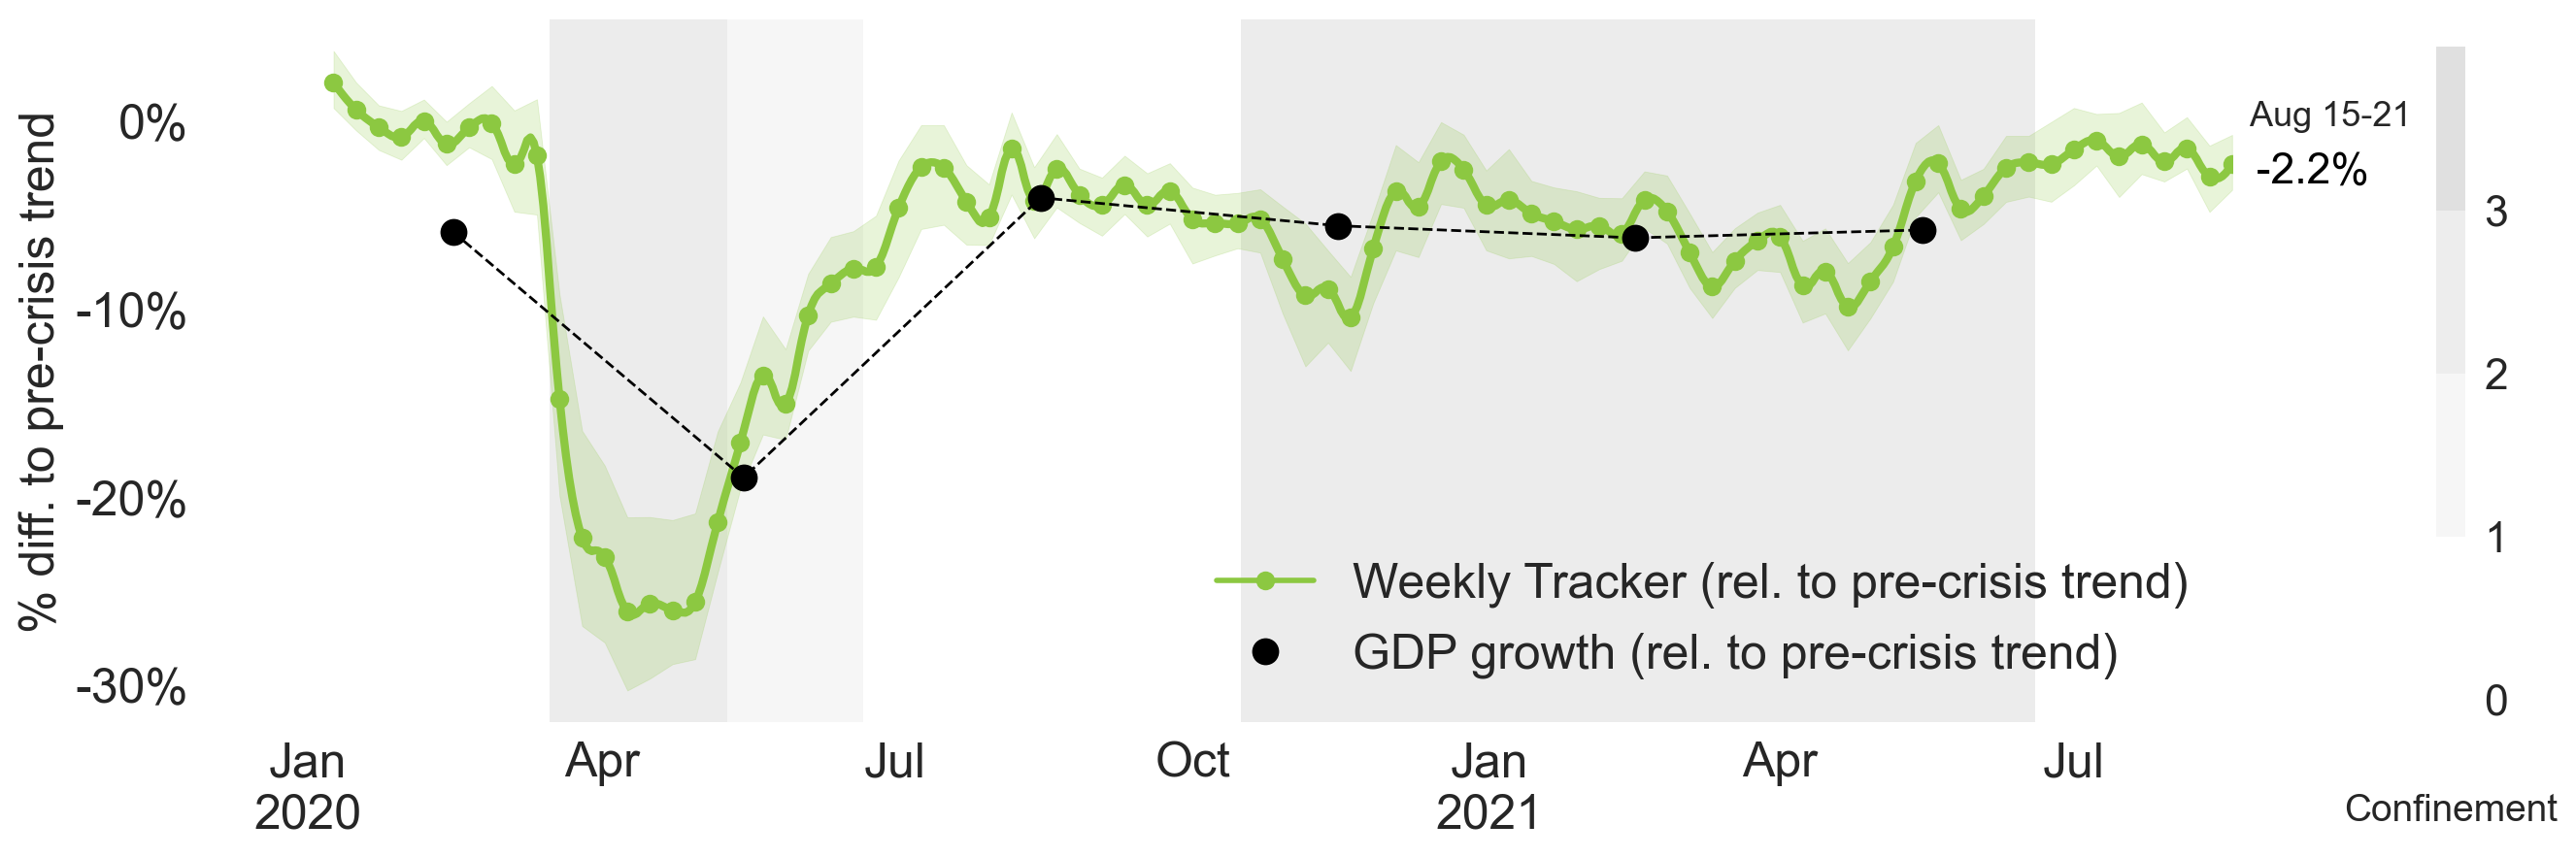 % diff. to pre-crisis trend
0%
-10%
-20%
-30%
Jan
2020
Apr
Jul
Oct
Jan
2021
Apr
Jul
Weekly Tracker (rel. to pre-crisis trend)
GDP growth (rel. to pre-crisis trend)
Aug 15-21
-2.2%
3
2
1
0
Confinement